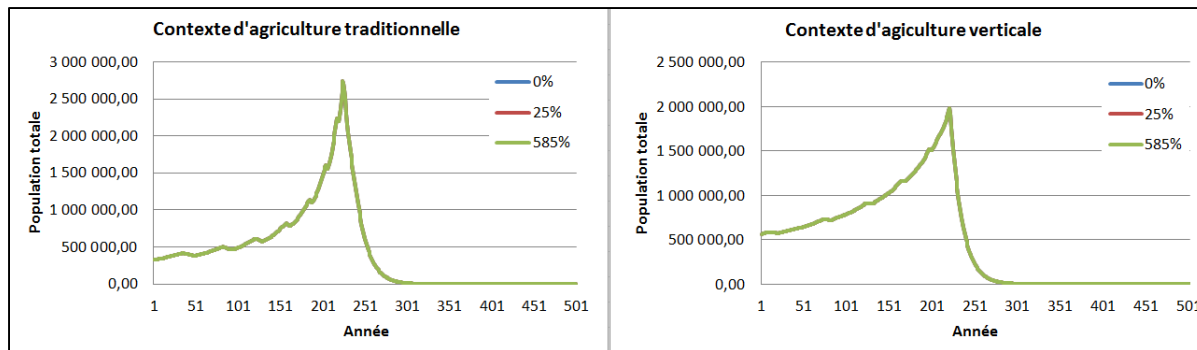 Contexte d'agriculture traditionnelle
Population totale
3 000 000,00
2 500 000,00
2 000 000,00
1 500 000,00
1 000 000,00
500 000,00
0,00
0%
25%
585%
1 51 101 151 201 251 301 351 401 451 501
Année
Contexte d'agiculture verticale
Population totale
2 500 000,00
2 000 000,00
1 500 000,00
1 000 000,00
500 000,00
0,00
0%
25%
585%
1 51 101 151 201 251 301 351 401 451 501
Année